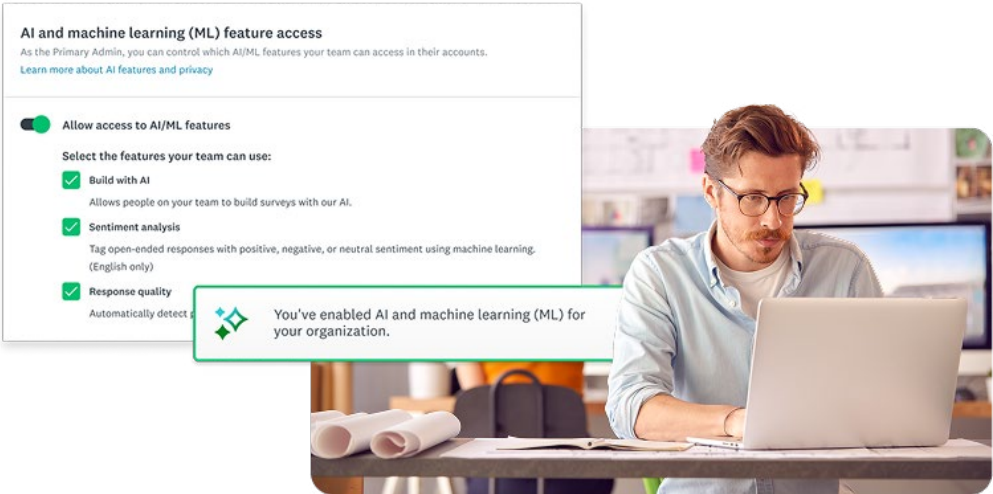 AI and machine learning (ML) feature access
As the Primary Admin, you can control which AI/ML features your team can access in their accounts.
Learn more about AI features and privacy
Allow access to AI/ML features
Select the features your team can use:
Build with AI
Allows people on your team to build surveys with our AI.
Sentiment analysis
Tag open-ended responses with positive, negative, or neutral sentiment using machine learning.
(English only)
Response quality
Automatically detect
You've enabled AI and machine learning (ML) for
your organization.